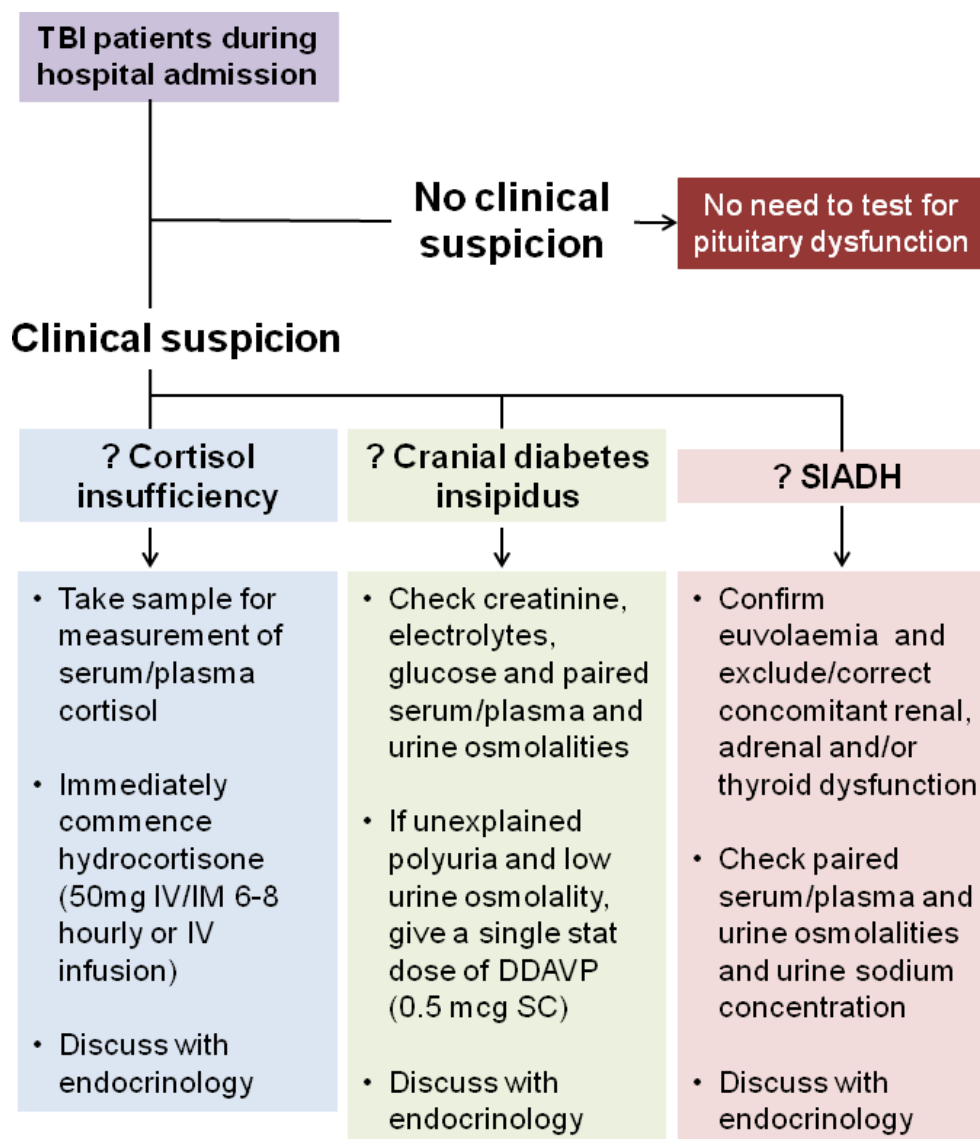 TBI patients during
hospital admission
No clinical
suspicion
No need to test for
pituitary dysfunction
Clinical suspicion
? Cortisol
insufficiency
? Cranial diabetes
insipidus
? SIADH
• Take sample for
measurement of
serum/plasma
cortisol
• Immediately
commence
hydrocortisone
(50mg IV/IM 6-8
hourly or IV
infusion)
• Discuss with
endocrinology
• Check creatinine,
electrolytes,
glucose and paired
serum/plasma and
urine osmolalities
• If unexplained
polyuria and low
urine osmolality,
give a single stat
dose of DDAVP
(0.5 mcg SC)
• Discuss with
endocrinology
• Confirm
euvolaemia and
exclude/correct
concomitant renal,
adrenal and/or
thyroid dysfunction
• Check paired
serum/plasma and
urine osmolalities
and urine sodium
concentration
• Discuss with
endocrinology